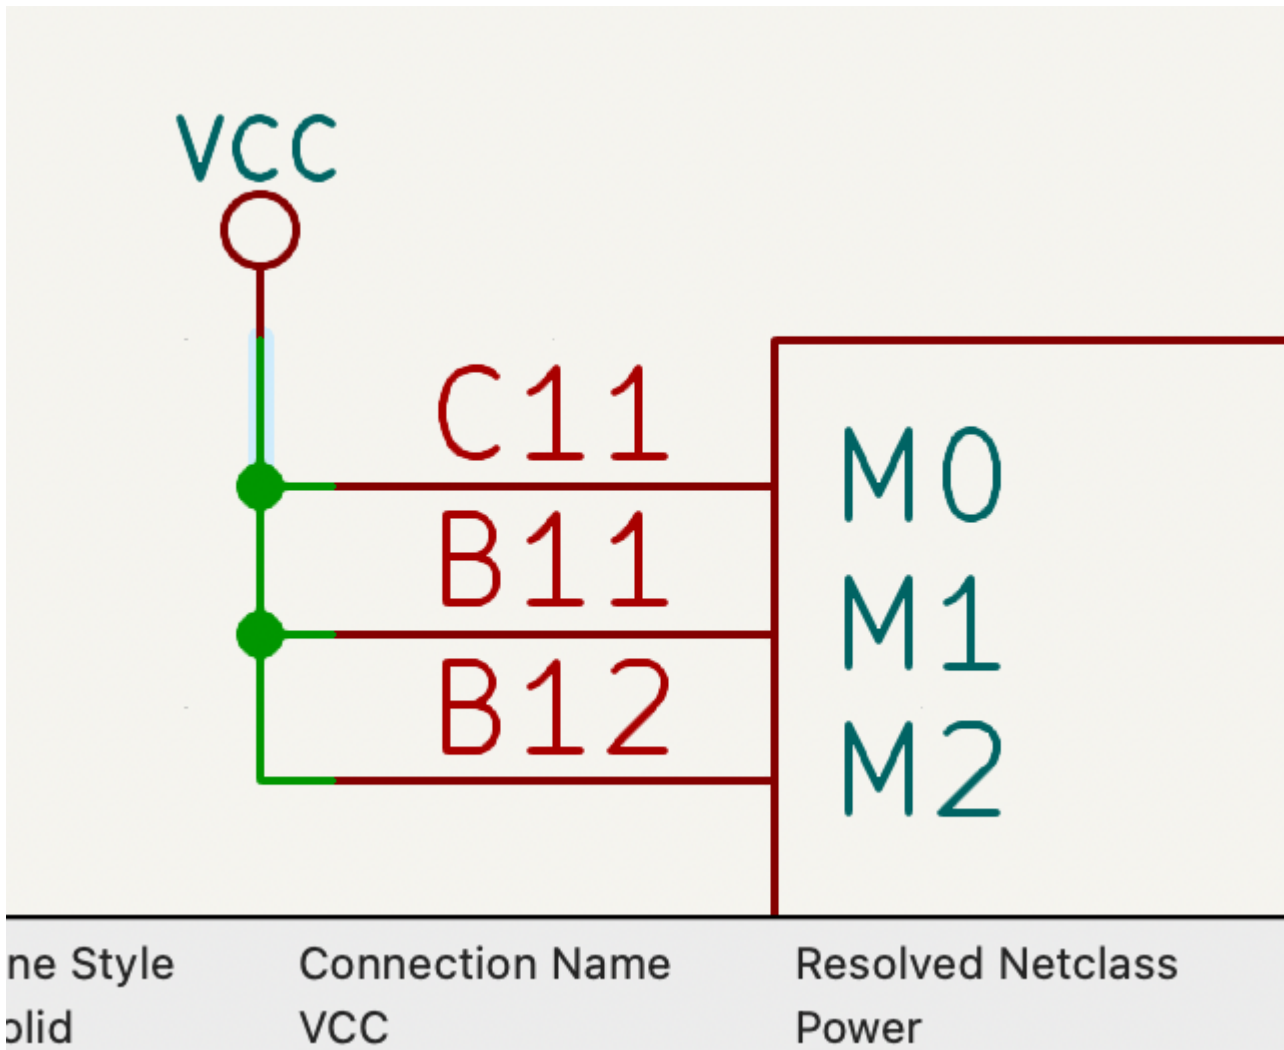 VCC
C11
M0
B11
M1
B12
M2
ne Style Connection Name Resolved Netclass
olid VCC Power